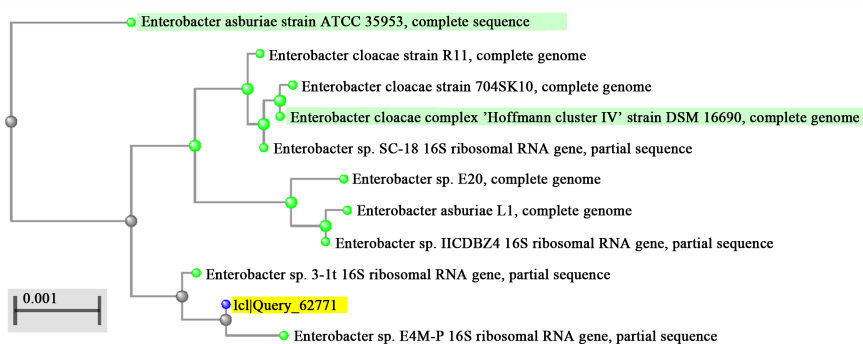 Enterobacter asburiae strain ATCC 35953, complete sequence
Enterobacter cloacae strain R11, complete genome
Enterobacter cloacae strain 704SK10, complete genome
Enterobacter cloacae complex 'Hoffmann cluster IV' strain DSM 16690, complete genome
Enterobacter sp. SC-18 16S ribosomal RNA gene, partial sequence
Enterobacter sp. E20, complete genome
Enterobacter asburiae L1, complete genome
Enterobacter sp. IICDBZ4 16S ribosomal RNA gene, partial sequence
Enterobacter sp. 3-1t 16S ribosomal RNA gene, partial sequence
0.001
lcl|Query_62771
Enterobacter sp. E4M-P 16S ribosomal RNA gene, partial sequence